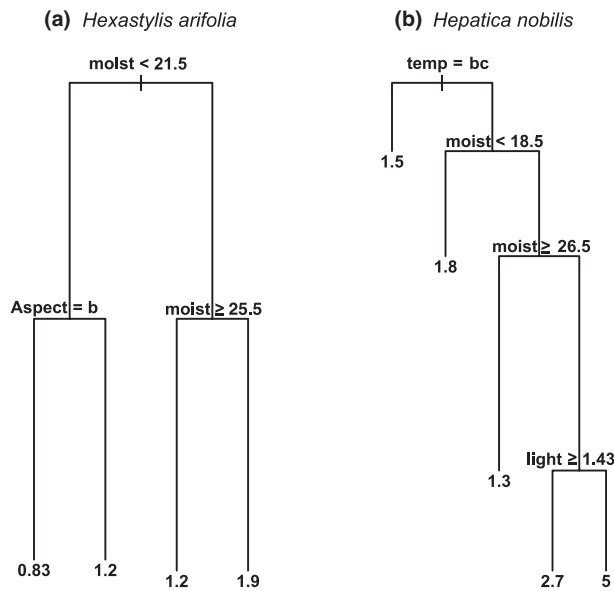 (a) Hexastylis arifolia
moist < 21.5
Aspect = b
moist ≥ 25.5
0.83
1.2
1.2
1.9
(b) Hepatica nobilis
temp = bc
1.5
moist < 18.5
1.8
moist ≥ 26.5
1.3
light ≥ 1.43
2.7
5